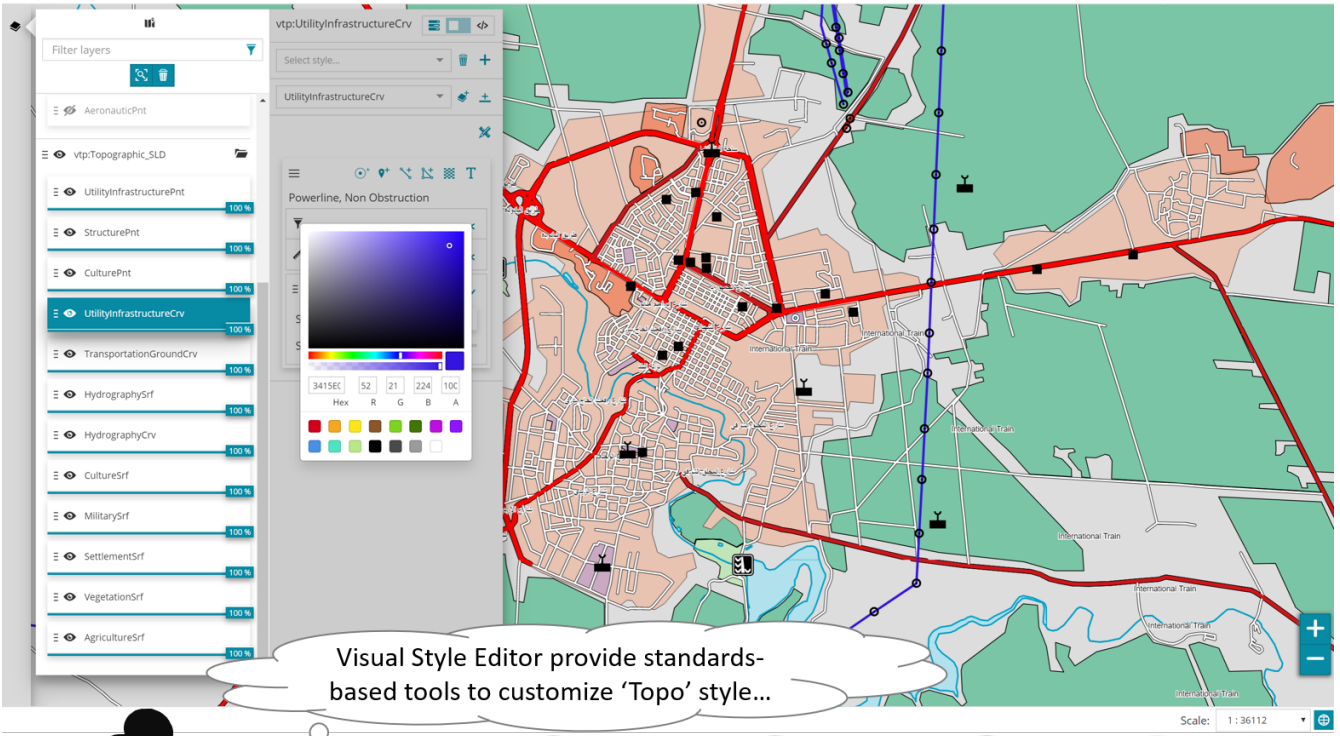 vtp:UtilityInfrastructureCrv
</>
Filter layers
Select style...
UtilityInfrastructureCrv
AeronauticPnt
vtp:Topographic_SLD
T
Powerline, Non Obstruction
UtilityInfrastructurePnt
100 %
StructurePnt
100 %
CulturePnt
100 %
UtilityInfrastructureCrv
100 %
TransportationGroundCrv
100 %
HydrographySrf
100 %
HydrographyCrv
100 %
CultureSrf
100 %
MilitarySrf
100 %
SettlementSrf
100 %
VegetationSrf
100 %
AgricultureSrf
100 %
3415E0 52 21 224 100
Hex R G B A
International Train
International Train
International Train
International Train
International Train
International Train
International Train
Visual Style Editor provide standards-
based tools to customize ‘Topo’ style...
Scale: 1 : 36112